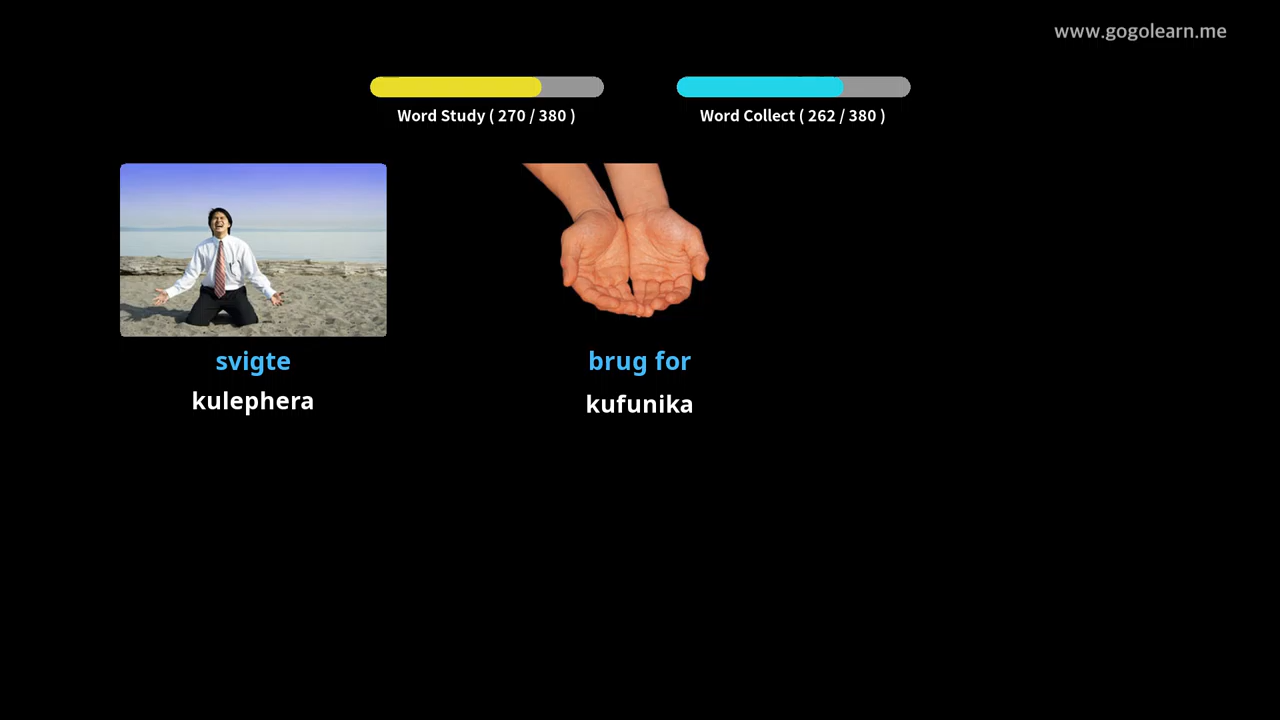 www.gogolearn.me
Word Study ( 270 / 380 )
Word Collect ( 262 / 380 )
svigte
brug for
kulephera
kufunika